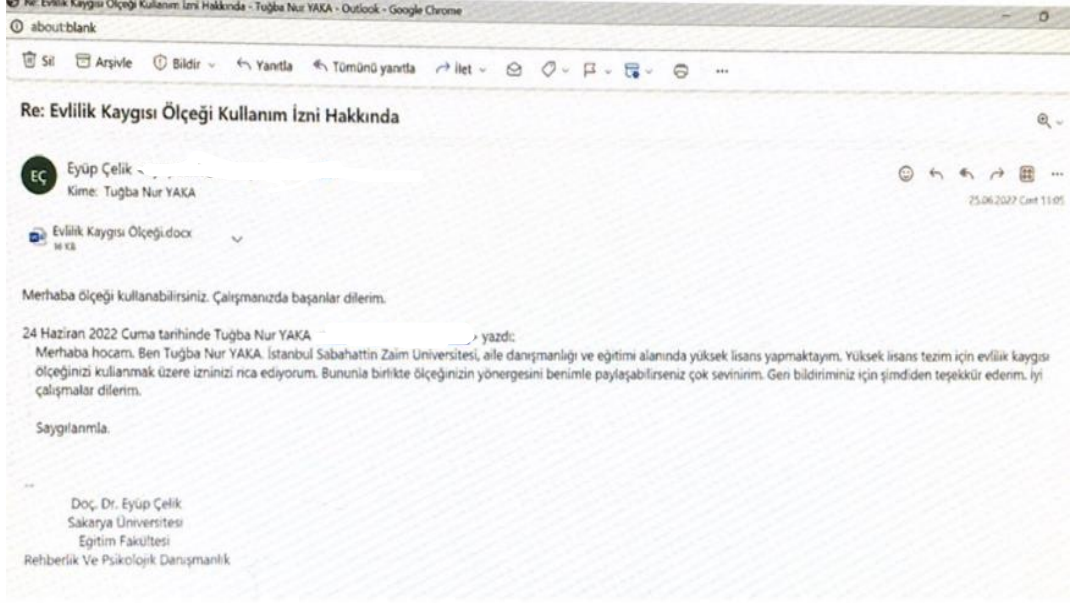 Re: Evlilik Kaygısı Ölçeği Kullanım İzni Hakkında - Tuğba Nur YAKA - Outlook - Google Chrome
about:blank
Sil Arşivle Bildir Yanıtla Tümünü yanıtla İlet ...
Re: Evlilik Kaygısı Ölçeği Kullanım İzni Hakkında
EÇ
Eyüp Çelik
Kime: Tuğba Nur YAKA
25.06.2022 Cmt 11:05
Evlilik Kaygısı Ölçeği.docx
KB
Merhaba ölçeği kullanabilirsiniz. Çalışmanızda başarılar dilerim.
24 Haziran 2022 Cuma tarihinde Tuğba Nur YAKA yazdı:
Merhaba hocam. Ben Tuğba Nur YAKA. İstanbul Sabahattin Zaim Üniversitesi, aile danışmanlığı ve eğitimi alanında yüksek lisans yapmaktayım. Yüksek lisans tezim için evlilik kaygısı
ölçeğinizi kullanmak üzere izninizi rica ediyorum. Bununla birlikte ölçeğinizin yönergesini benimle paylaşabilirseniz çok sevinirim. Geri bildiriminiz için şimdiden teşekkür ederim. İyi
çalışmalar dilerim.
Saygılarımla.
--
Doç. Dr. Eyüp Çelik
Sakarya Üniversitesi
Eğitim Fakültesi
Rehberlik Ve Psikolojik Danışmanlık